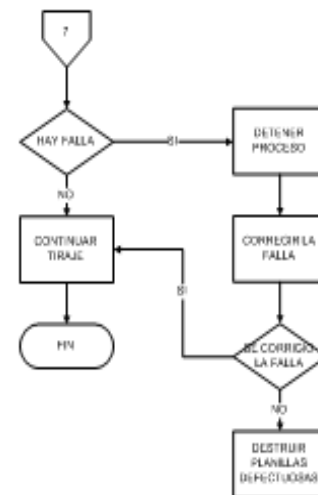 7
HAY FALLA
SI
DETENER
PROCESO
NO
CONTINUAR
TIRAJE
CORREGIR LA
FALLA
SI
FIN
SE CORRIGIO
LA FALLA
NO
DESTRUIR
PLANILLAS
DEFECTUOSAS